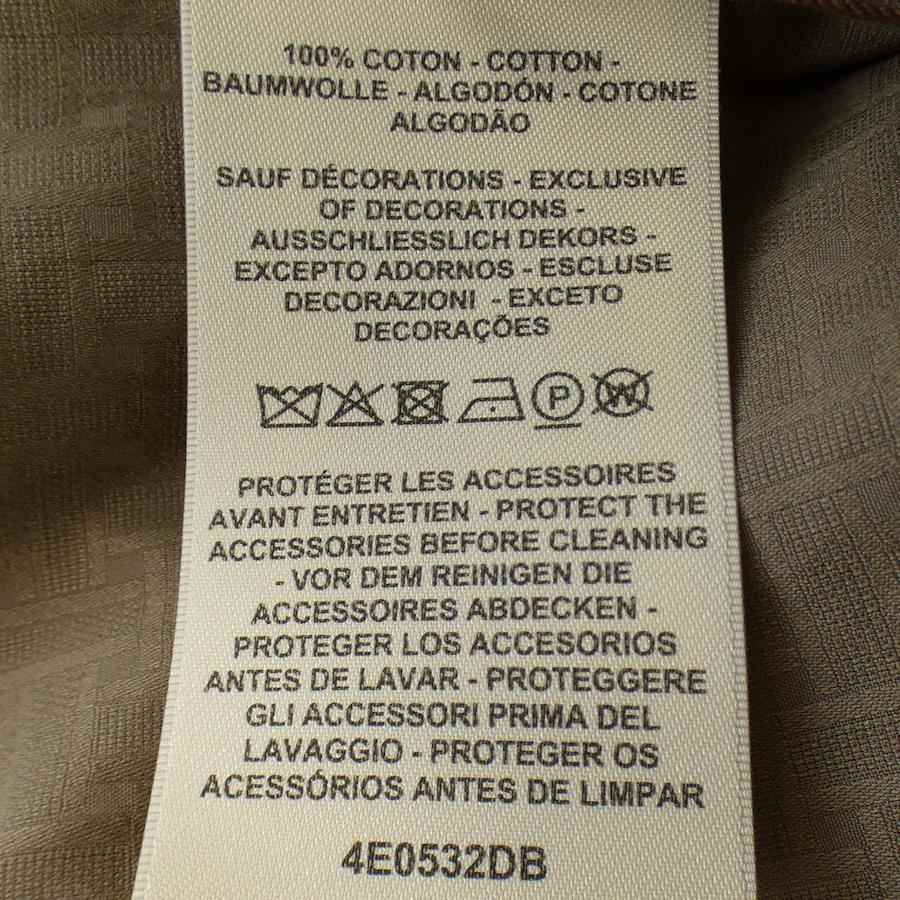 100% COTON - COTTON -
BAUMWOLLE - ALGODÓN - COTONE
ALGODÃO
SAUF DÉCORATIONS - EXCLUSIVE
OF DECORATIONS -
AUSSCHLIESSLICH DEKORS -
EXCEPTO ADORNOS - ESCLUSE
DECORAZIONI - EXCETO
DECORAÇÕES
P W
PROTÉGER LES ACCESSOIRES
AVANT ENTRETIEN - PROTECT THE
ACCESSORIES BEFORE CLEANING
- VOR DEM REINIGEN DIE
ACCESSOIRES ABDECKEN -
PROTEGER LOS ACCESORIOS
ANTES DE LAVAR - PROTEGGERE
GLI ACCESSORI PRIMA DEL
LAVAGGIO - PROTEGER OS
ACESSÓRIOS ANTES DE LIMPAR
4E0532DB